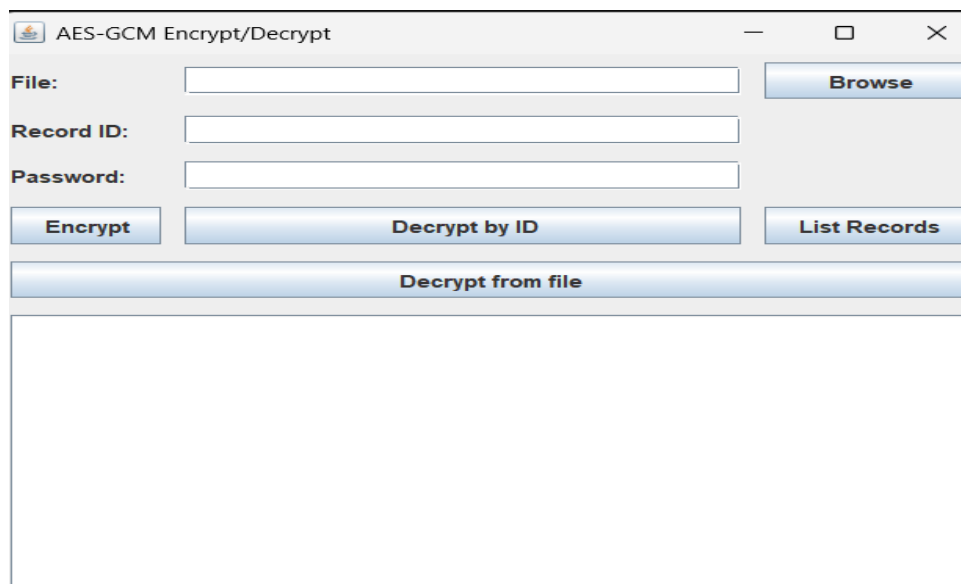 AES-GCM Encrypt/Decrypt
File:
Browse
Record ID:
Password:
Encrypt
Decrypt by ID
List Records
Decrypt from file